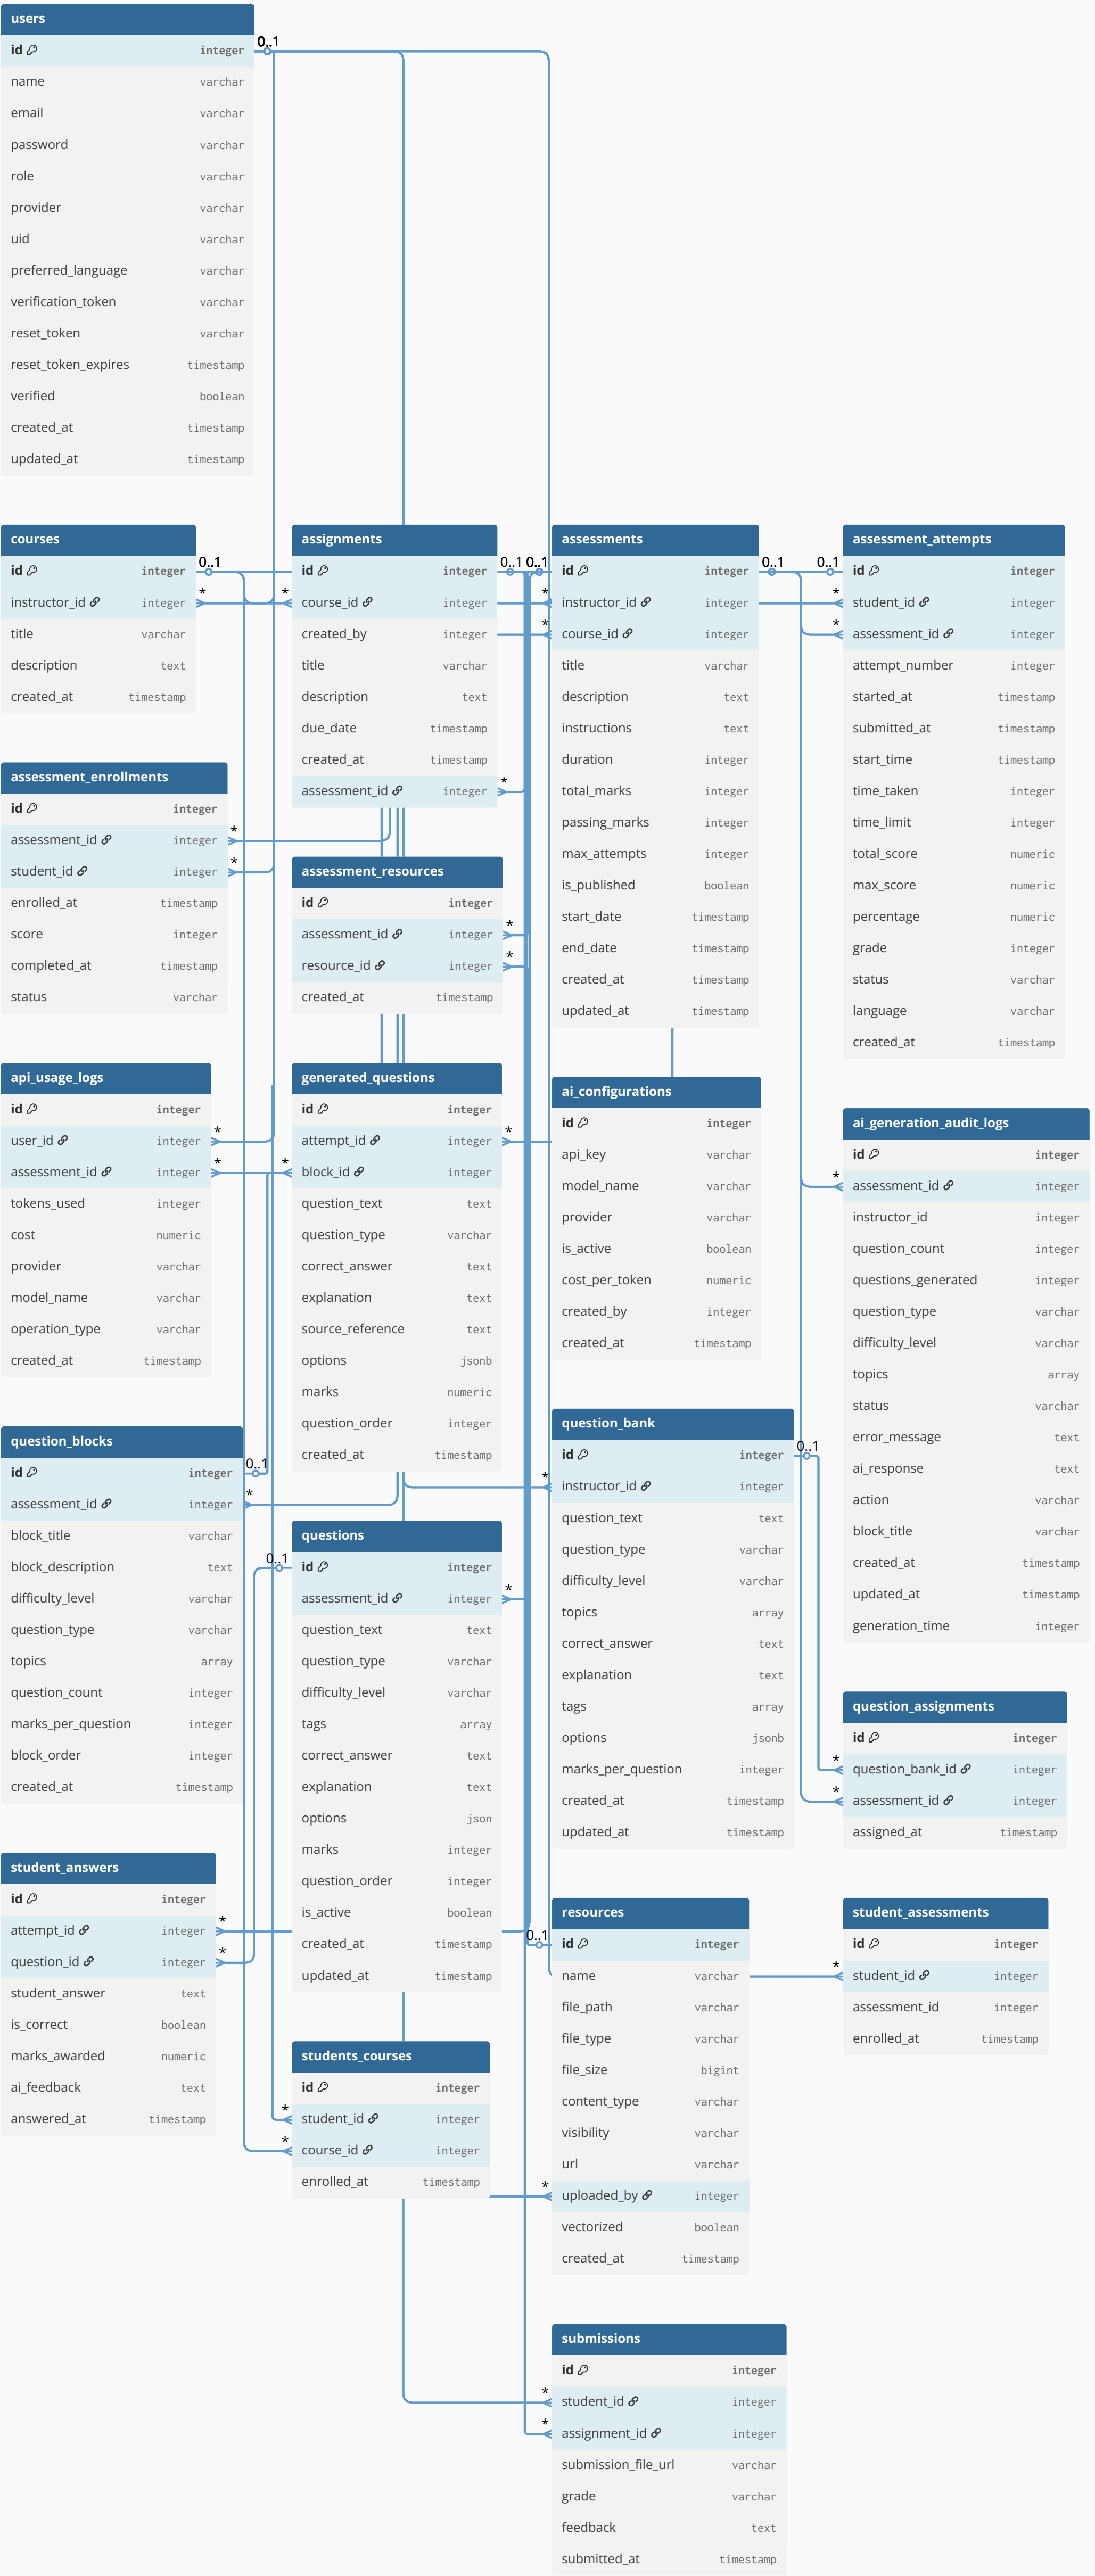 users
id integer
name varchar
email varchar
password varchar
role varchar
provider varchar
uid varchar
preferred_language varchar
verification_token varchar
reset_token varchar
reset_token_expires timestamp
verified boolean
created_at timestamp
updated_at timestamp
0..1
courses
id integer
instructor_id integer
title varchar
description text
created_at timestamp
0..1
*
assignments
id integer
course_id integer
created_by integer
title varchar
description text
due_date timestamp
created_at timestamp
assessment_id integer
*
0..1
0..1
*
assessments
id integer
instructor_id integer
course_id integer
title varchar
description text
instructions text
duration integer
total_marks integer
passing_marks integer
max_attempts integer
is_published boolean
start_date timestamp
end_date timestamp
created_at timestamp
updated_at timestamp
*
*
0..1
0..1
assessment_attempts
id integer
student_id integer
assessment_id integer
attempt_number integer
started_at timestamp
submitted_at timestamp
start_time timestamp
time_taken integer
time_limit integer
total_score numeric
max_score numeric
percentage numeric
grade integer
status varchar
language varchar
created_at timestamp
*
*
assessment_enrollments
id integer
assessment_id integer
student_id integer
enrolled_at timestamp
score integer
completed_at timestamp
status varchar
*
*
assessment_resources
id integer
assessment_id integer
resource_id integer
created_at timestamp
*
*
api_usage_logs
id integer
user_id integer
assessment_id integer
tokens_used integer
cost numeric
provider varchar
model_name varchar
operation_type varchar
created_at timestamp
*
*
generated_questions
id integer
attempt_id integer
block_id integer
question_text text
question_type varchar
correct_answer text
explanation text
source_reference text
options jsonb
marks numeric
question_order integer
created_at timestamp
*
*
ai_configurations
id integer
api_key varchar
model_name varchar
provider varchar
is_active boolean
cost_per_token numeric
created_by integer
created_at timestamp
ai_generation_audit_logs
id integer
assessment_id integer
instructor_id integer
question_count integer
questions_generated integer
question_type varchar
difficulty_level varchar
topics array
status varchar
error_message text
ai_response text
action varchar
block_title varchar
created_at timestamp
updated_at timestamp
generation_time integer
*
question_blocks
id integer
assessment_id integer
block_title varchar
block_description text
difficulty_level varchar
question_type varchar
topics array
question_count integer
marks_per_question integer
block_order integer
created_at timestamp
0..1
*
questions
id integer
assessment_id integer
question_text text
question_type varchar
difficulty_level varchar
tags array
correct_answer text
explanation text
options json
marks integer
question_order integer
is_active boolean
created_at timestamp
updated_at timestamp
0..1
*
question_bank
id integer
instructor_id integer
question_text text
question_type varchar
difficulty_level varchar
topics array
correct_answer text
explanation text
tags array
options jsonb
marks_per_question integer
created_at timestamp
updated_at timestamp
*
0..1
question_assignments
id integer
question_bank_id integer
assessment_id integer
assigned_at timestamp
*
*
student_answers
id integer
attempt_id integer
question_id integer
student_answer text
is_correct boolean
marks_awarded numeric
ai_feedback text
answered_at timestamp
*
*
students_courses
id integer
student_id integer
course_id integer
enrolled_at timestamp
*
*
resources
id integer
name varchar
file_path varchar
file_type varchar
file_size bigint
content_type varchar
visibility varchar
url varchar
uploaded_by integer
vectorized boolean
created_at timestamp
0..1
*
student_assessments
id integer
student_id integer
assessment_id integer
enrolled_at timestamp
*
submissions
id integer
student_id integer
assignment_id integer
submission_file_url varchar
grade varchar
feedback text
submitted_at timestamp
*
*